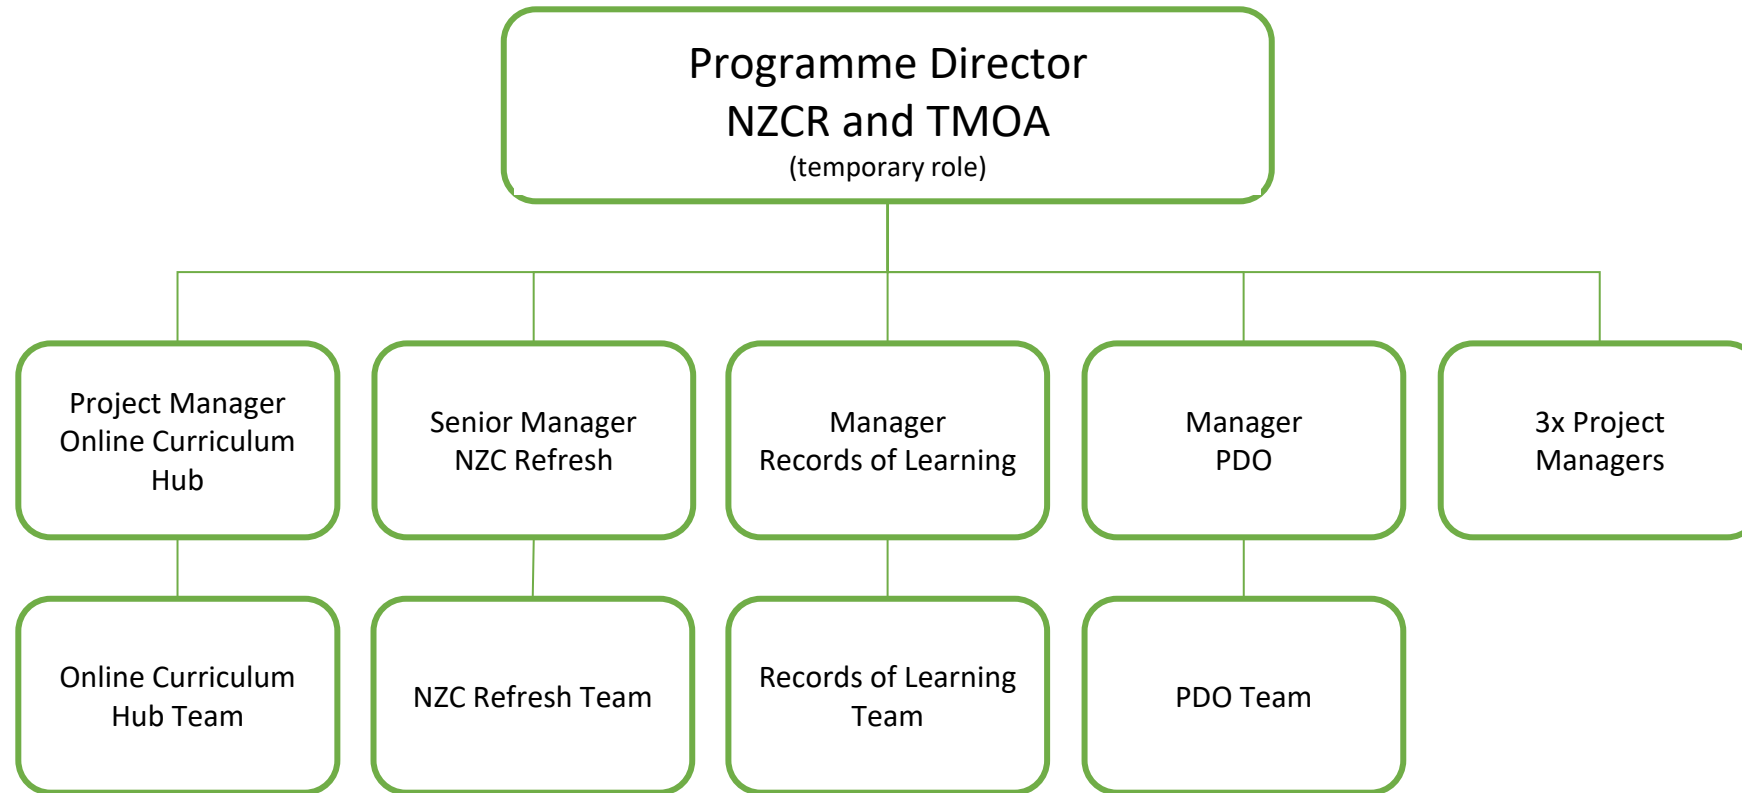 Programme Director
NZCR and TMOA
(temporary role)
Project Manager
Online Curriculum
Hub
Senior Manager
NZC Refresh
Manager
Records of Learning
Manager
PDO
3x Project
Managers
Online Curriculum
Hub Team
NZC Refresh Team
Records of Learning
Team
PDO Team